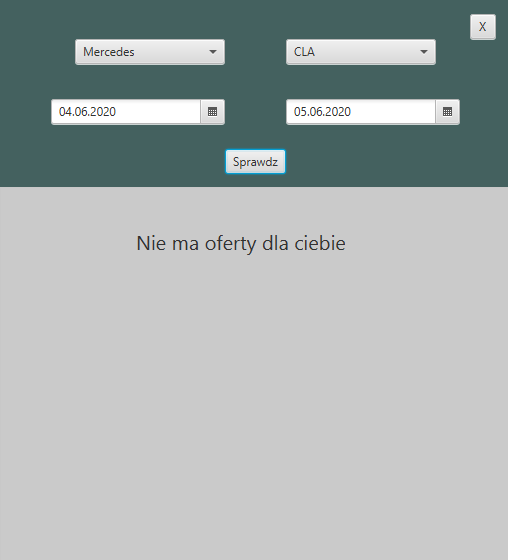 X
Mercedes
CLA
04.06.2020
05.06.2020
Sprawdz
Nie ma oferty dla ciebie